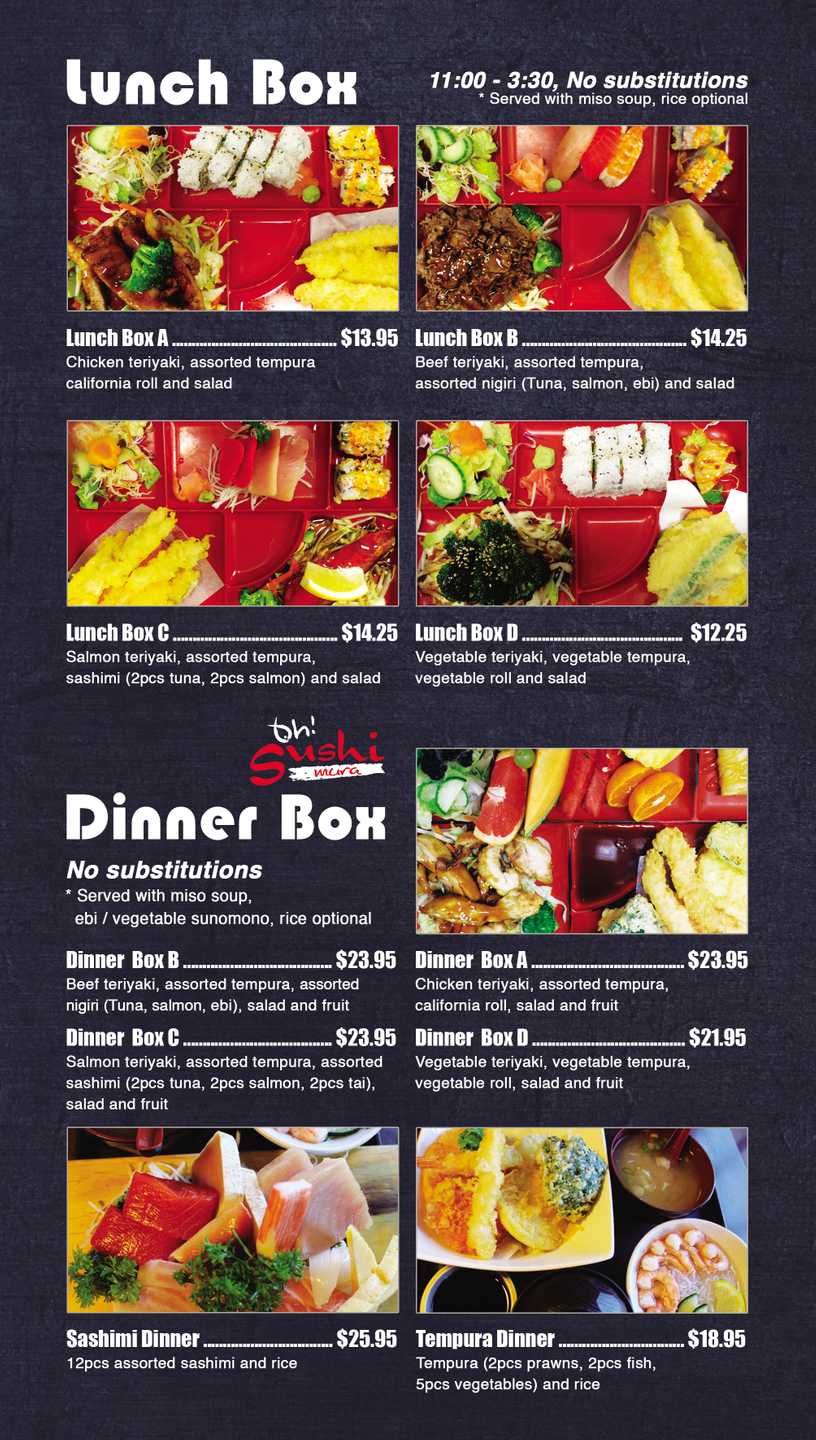 Lunch Box
11:00 - 3:30, No substitutions
* Served with miso soup, rice optional
Lunch Box A .......................................... $13.95
Chicken teriyaki, assorted tempura
california roll and salad
Lunch Box B .......................................... $14.25
Beef teriyaki, assorted tempura,
assorted nigiri (Tuna, salmon, ebi) and salad
Lunch Box C .......................................... $14.25
Salmon teriyaki, assorted tempura,
sashimi (2pcs tuna, 2pcs salmon) and salad
Lunch Box D ......................................... $12.25
Vegetable teriyaki, vegetable tempura,
vegetable roll and salad
Oh!
Sushi
mura
Dinner Box
No substitutions
* Served with miso soup,
ebi / vegetable sunomono, rice optional
Dinner Box B ...................................... $23.95
Beef teriyaki, assorted tempura, assorted
nigiri (Tuna, salmon, ebi), salad and fruit
Dinner Box A ....................................... $23.95
Chicken teriyaki, assorted tempura,
california roll, salad and fruit
Dinner Box C ...................................... $23.95
Salmon teriyaki, assorted tempura, assorted
sashimi (2pcs tuna, 2pcs salmon, 2pcs tai),
salad and fruit
Dinner Box D ....................................... $21.95
Vegetable teriyaki, vegetable tempura,
vegetable roll, salad and fruit
Sashimi Dinner ................................. $25.95
12pcs assorted sashimi and rice
Tempura Dinner ................................ $18.95
Tempura (2pcs prawns, 2pcs fish,
5pcs vegetables) and rice